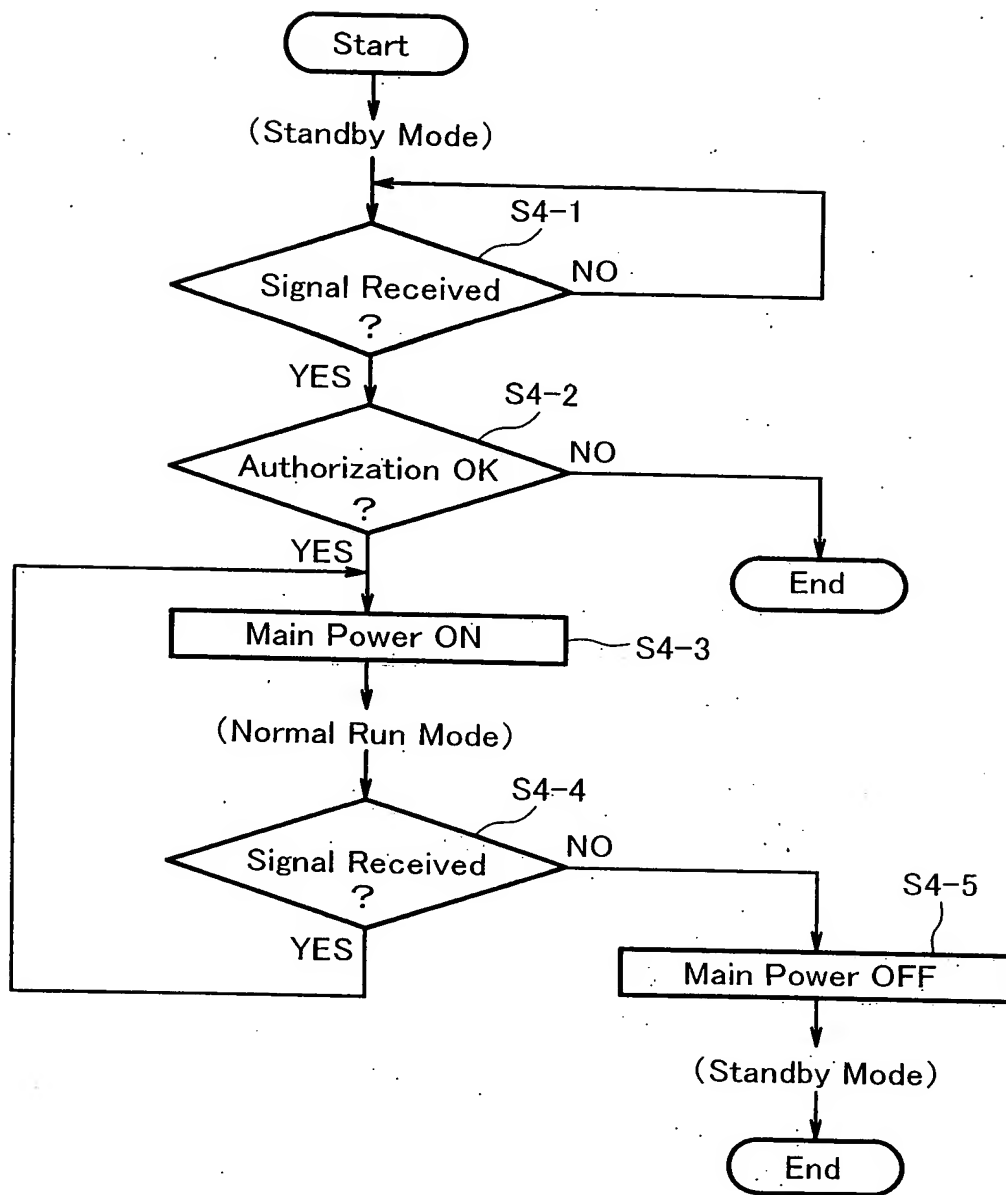 Start
(Standby Mode)
S4-1
Signal Received
?
NO
YES
S4-2
Authorization OK
?
NO
YES
End
Main Power ON
S4-3
(Normal Run Mode)
S4-4
Signal Received
?
NO
YES
S4-5
Main Power OFF
(Standby Mode)
End